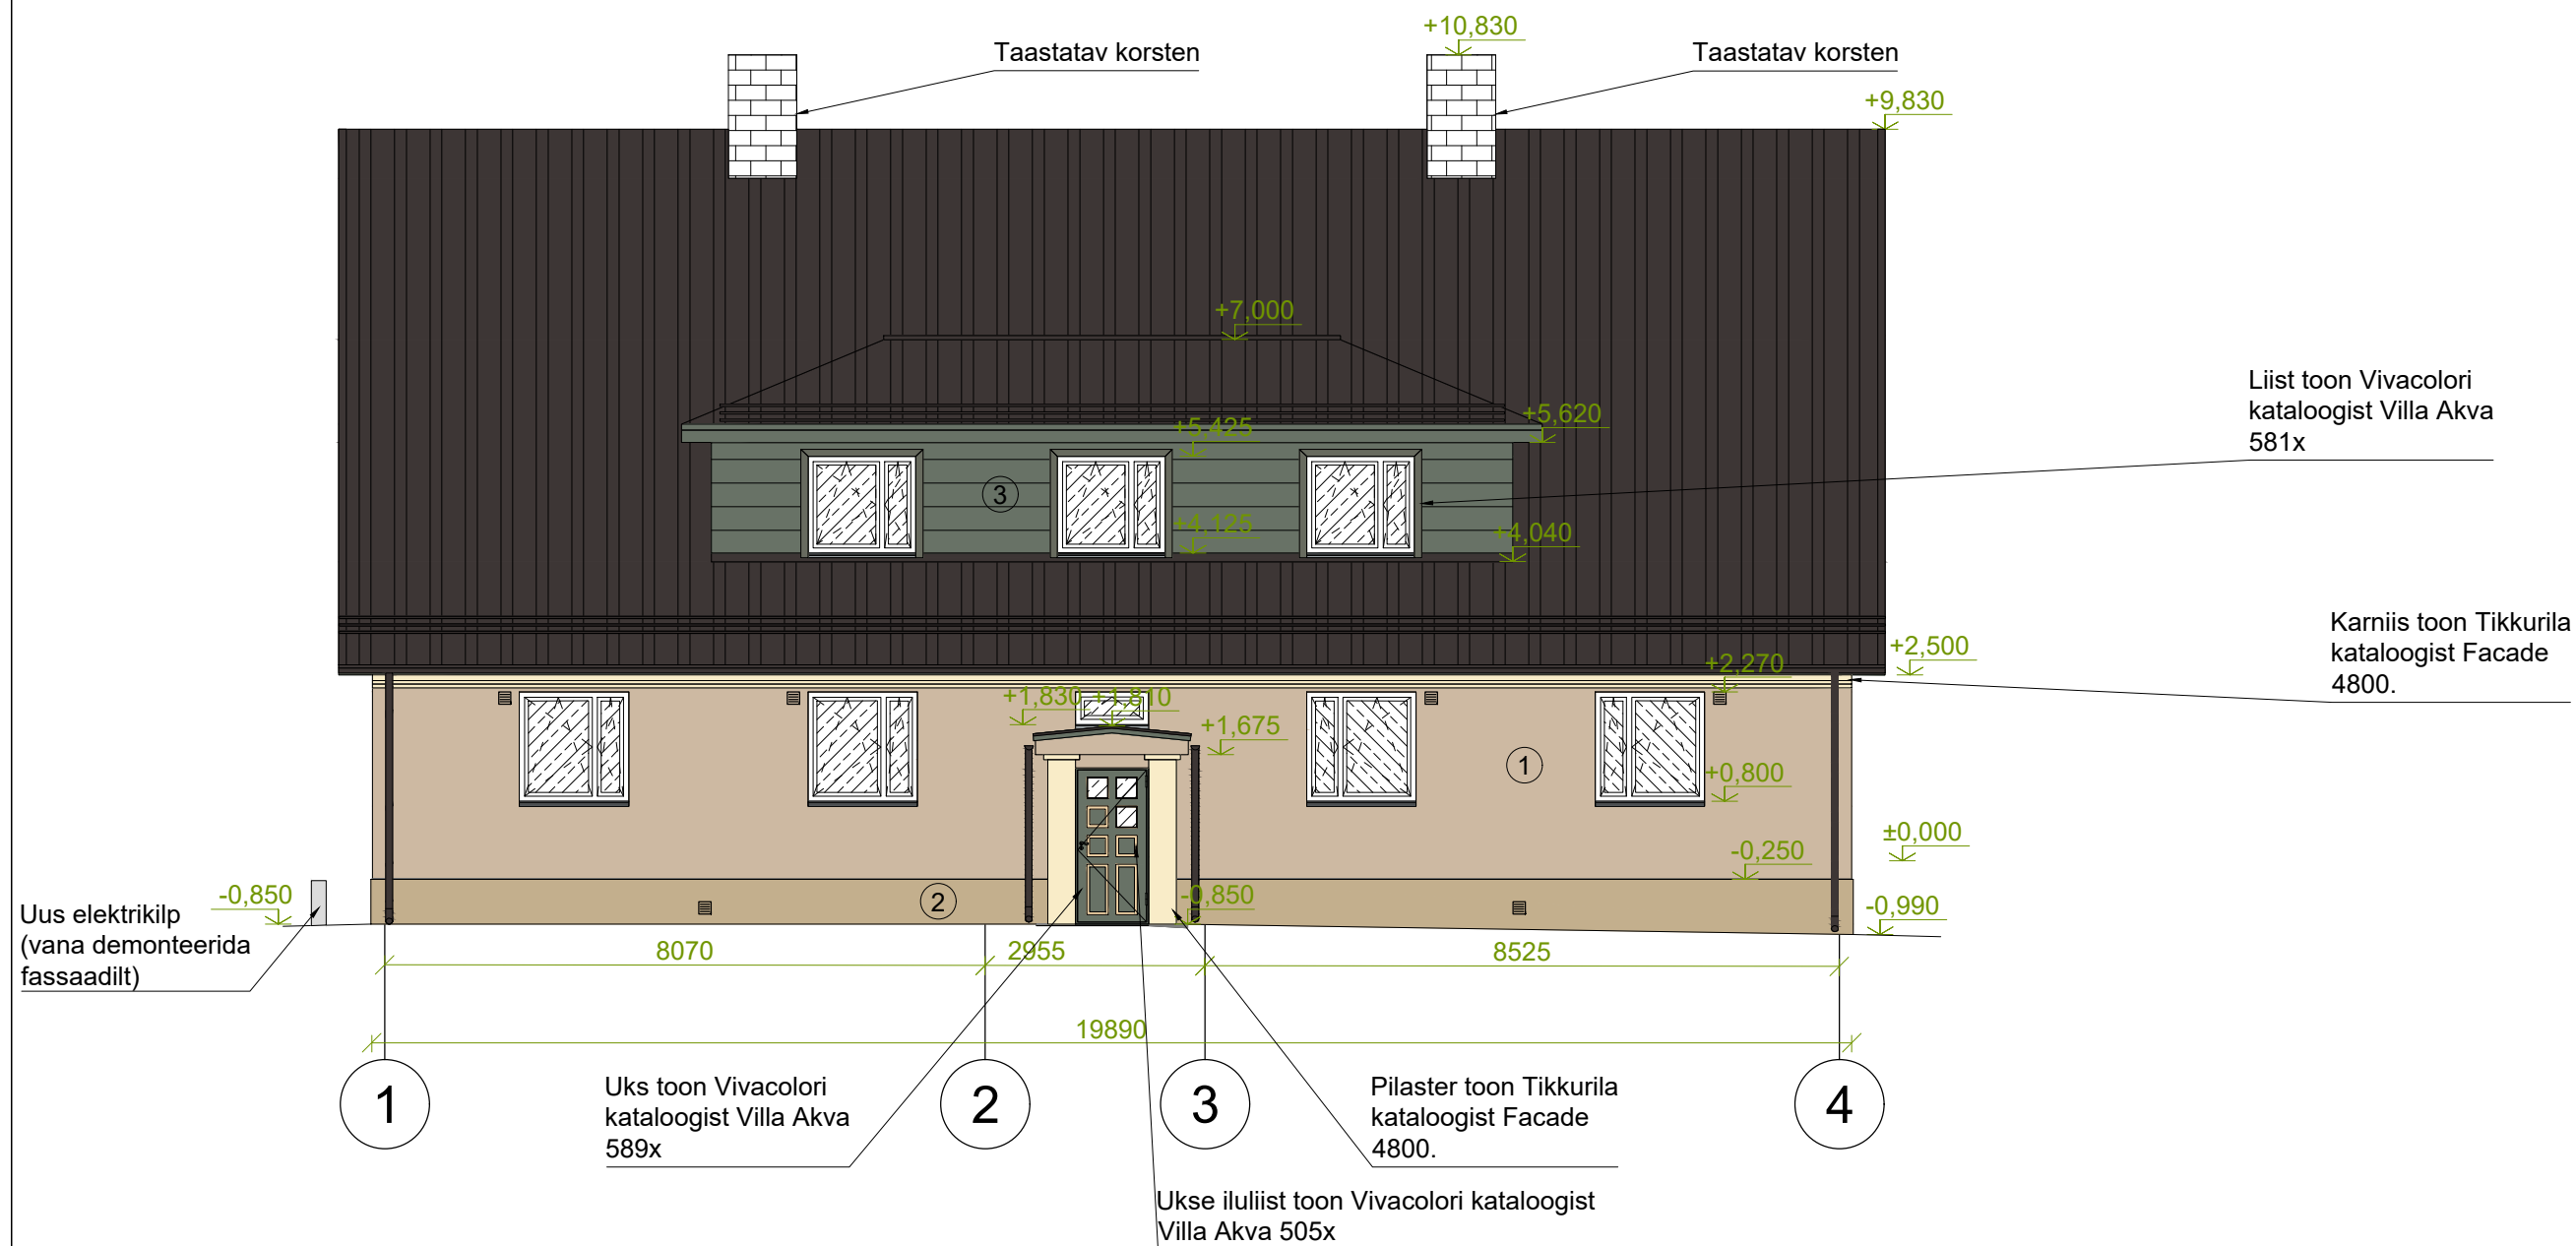 +10,830
Taastatav korsten
Taastatav korsten
+9,830
+7,000
Liist toon Vivacolori
kataloogist Villa Akva
581x
+5,620
+5,425
3
+4,125
+4,040
Karniis toon Tikkurila
kataloogist Facade
4800.
+2,500
+2,270
+1,830
+1,810
+1,675
1
+0,800
±0,000
-0,250
-0,850
2
-0,850
-0,990
Uus elektrikilp
(vana demonteerida
fassaadilt)
8070
2955
8525
19890
1
2
3
4
Uks toon Vivacolori
kataloogist Villa Akva
589x
Pilaster toon Tikkurila
kataloogist Facade
4800.
Ukse iluliist toon Vivacolori kataloogist
Villa Akva 505x